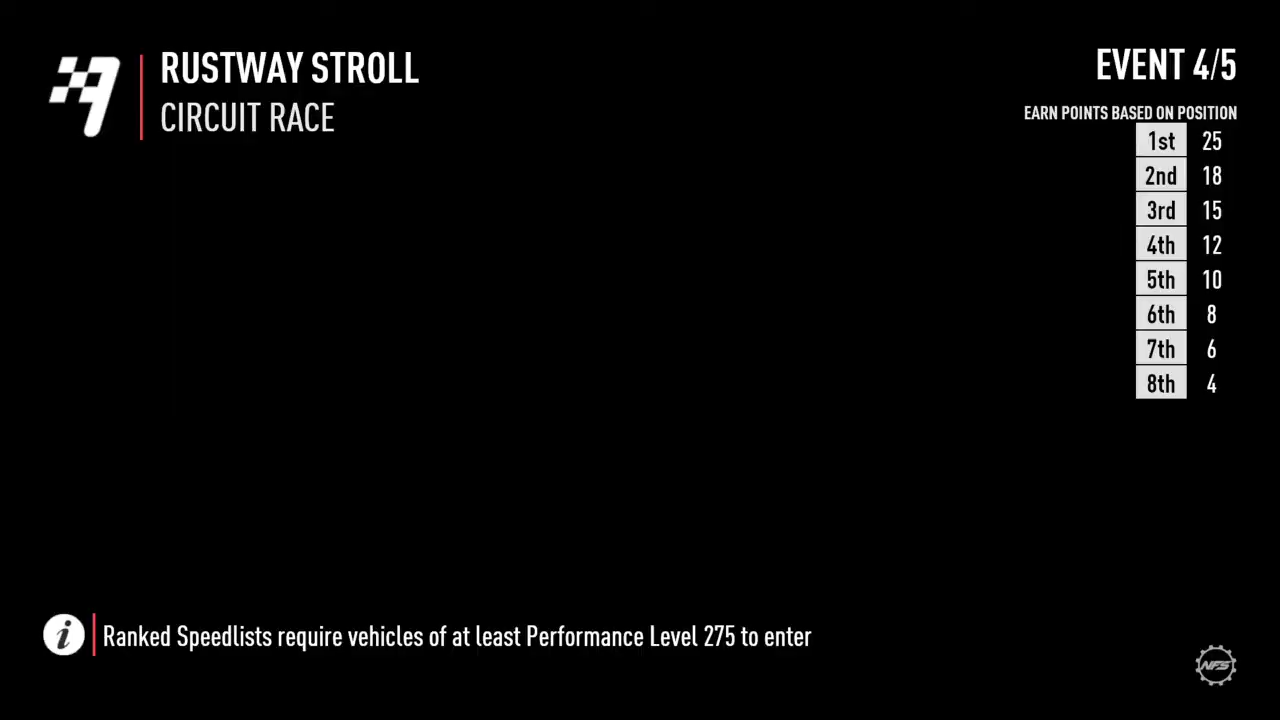 RUSTWAY STROLL
CIRCUIT RACE
EVENT 4/5
EARN POINTS BASED ON POSITION
1st 25
2nd 18
3rd 15
4th 12
5th 10
6th 8
7th 6
8th 4
i Ranked Speedlists require vehicles of at least Performance Level 275 to enter
NFS